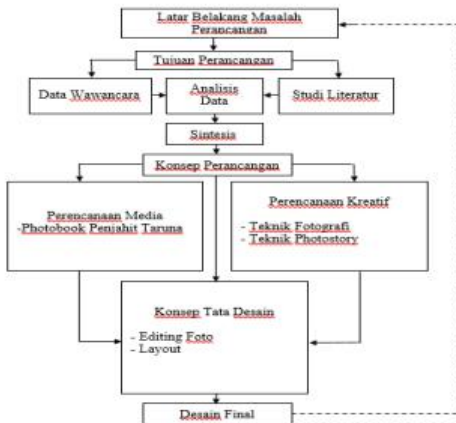 Latar Belakang Masalah
Perancangan
Tujuan Perancangan
Data Wawancara
Analisis
Data
Studi Literatur
Sintesis
Konsep Perancangan
Perencanaan Media
-Photobook Penjahit Taruna
Perencanaan Kreatif
- Teknik Fotografi
- Teknik Photostory
Konsep Tata Desain
- Editing Foto
- Layout
Desain Final